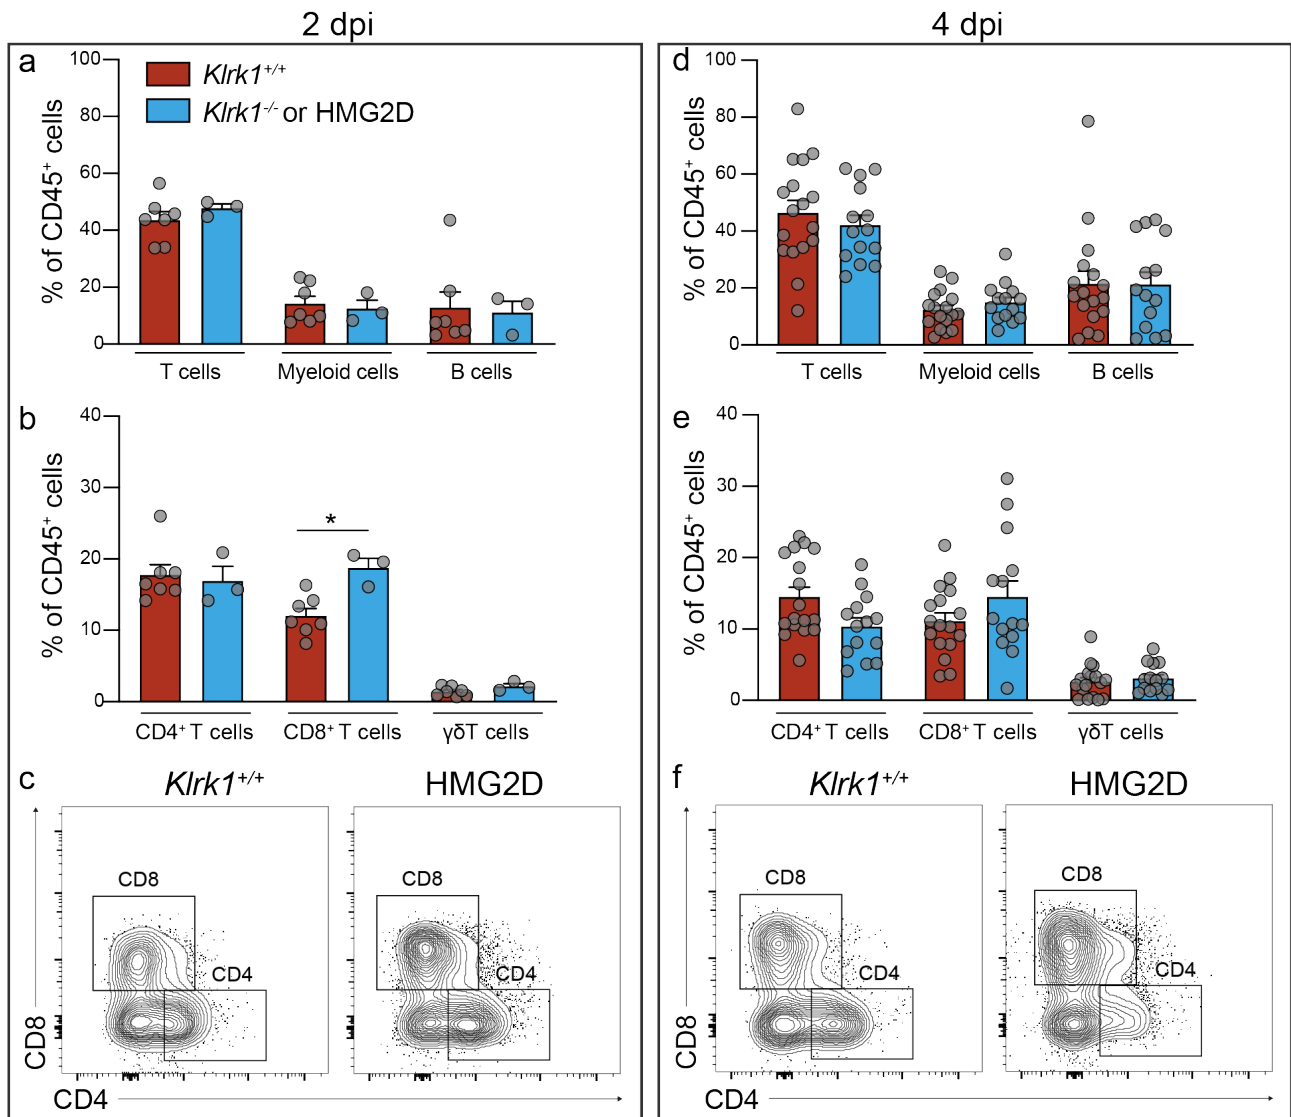 2 dpi
a
100
80
60
40
20
0
% of CD45⁺ cells
Klrk1⁺/⁺
Klrk1⁻/⁻ or HMG2D
T cells
Myeloid cells
B cells
b
40
30
20
10
0
% of CD45⁺ cells
*
CD4⁺ T cells
CD8⁺ T cells
γδT cells
c
Klrk1⁺/⁺
HMG2D
CD8
CD4
CD8
CD4
CD8
CD4
4 dpi
d
100
80
60
40
20
0
% of CD45⁺ cells
T cells
Myeloid cells
B cells
e
40
30
20
10
0
% of CD45⁺ cells
CD4⁺ T cells
CD8⁺ T cells
γδT cells
f
Klrk1⁺/⁺
HMG2D
CD8
CD4
CD8
CD4
CD8
CD4